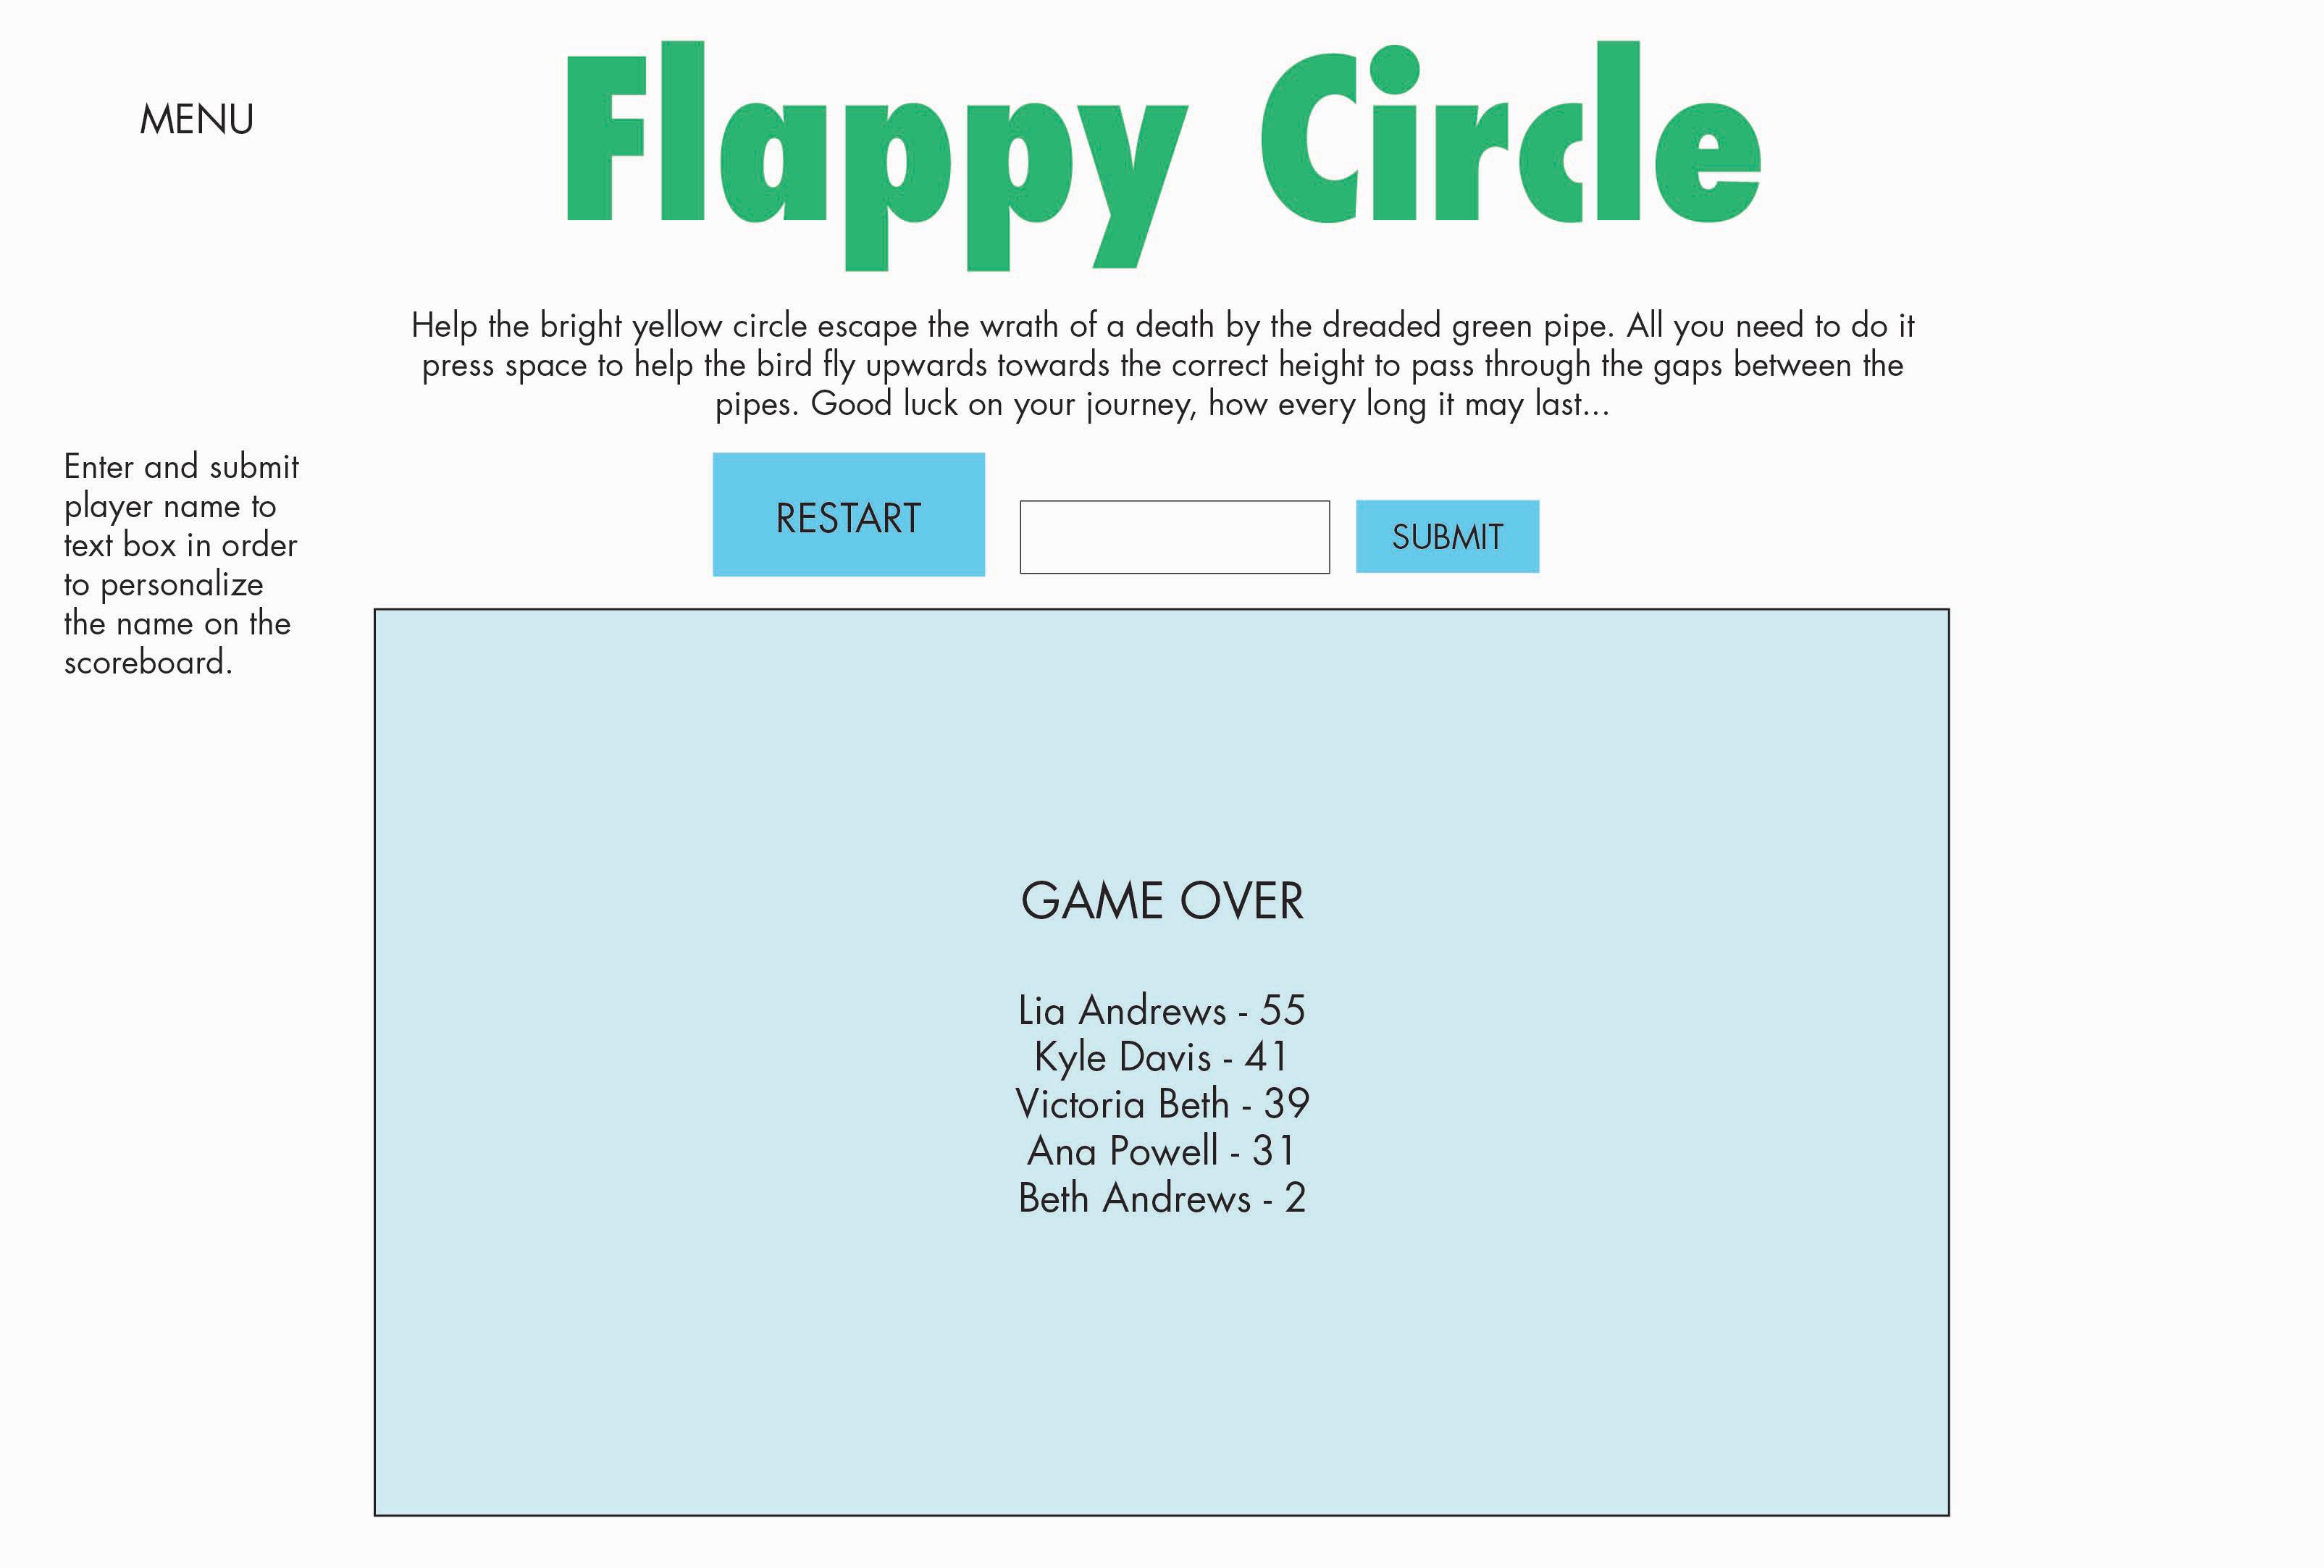 MENU
Flappy Circle
Help the bright yellow circle escape the wrath of a death by the dreaded green pipe. All you need to do it
press space to help the bird fly upwards towards the correct height to pass through the gaps between the
pipes. Good luck on your journey, how every long it may last...
Enter and submit
player name to
text box in order
to personalize
the name on the
scoreboard.
RESTART
SUBMIT
GAME OVER
Lia Andrews - 55
Kyle Davis - 41
Victoria Beth - 39
Ana Powell - 31
Beth Andrews - 2